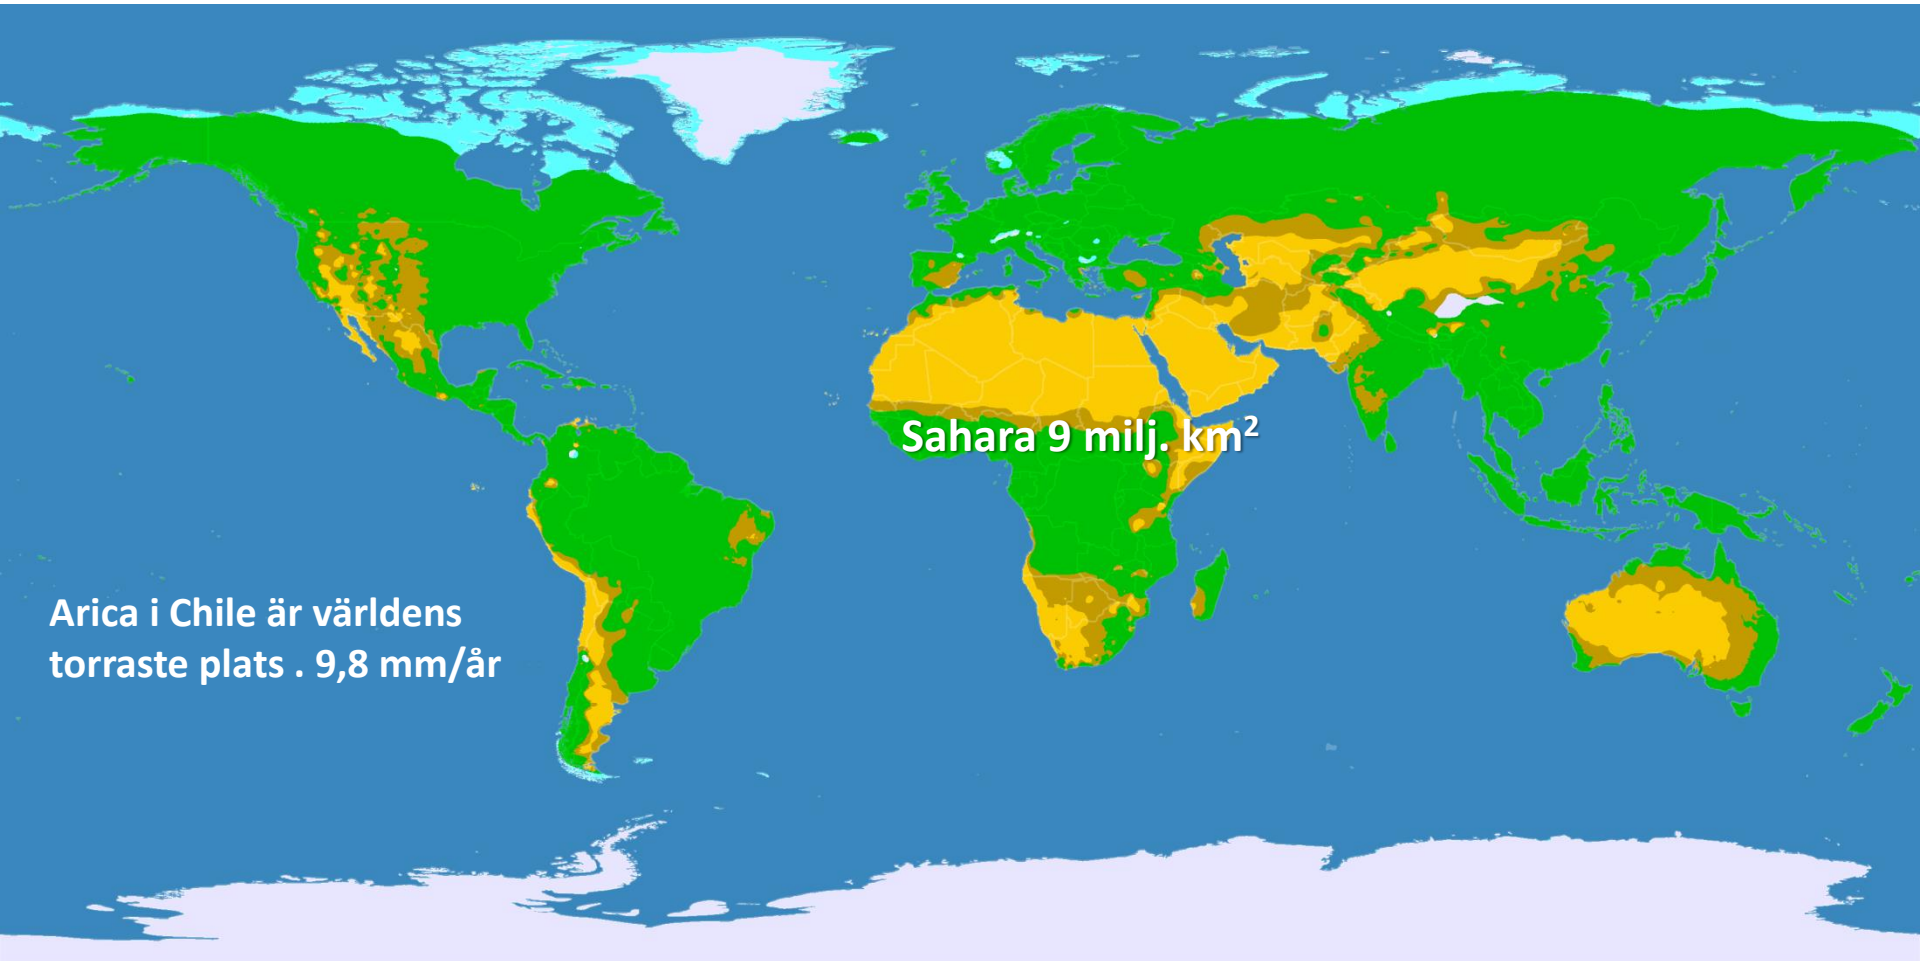 Sahara 9 milj. km²
Arica i Chile är världens
torraste plats . 9,8 mm/år